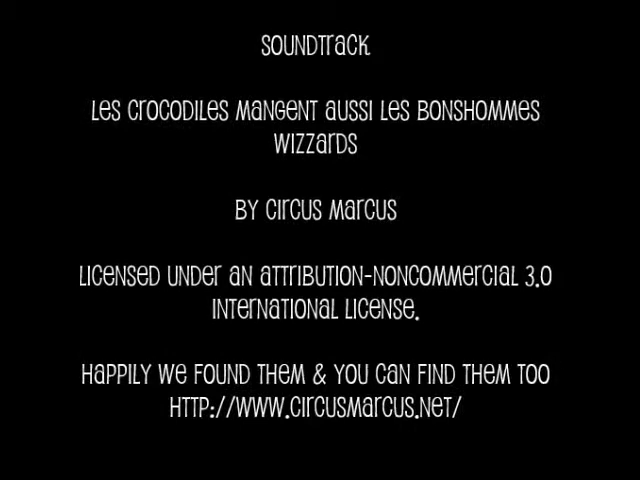 Soundtrack
Les crocodiles mangent aussi les bonshommes
Wizzards
By Circus Marcus
Licensed under an Attribution-NonCommercial 3.0
International License.
Happily we found them & you can find them too
http://www.circusmarcus.net/